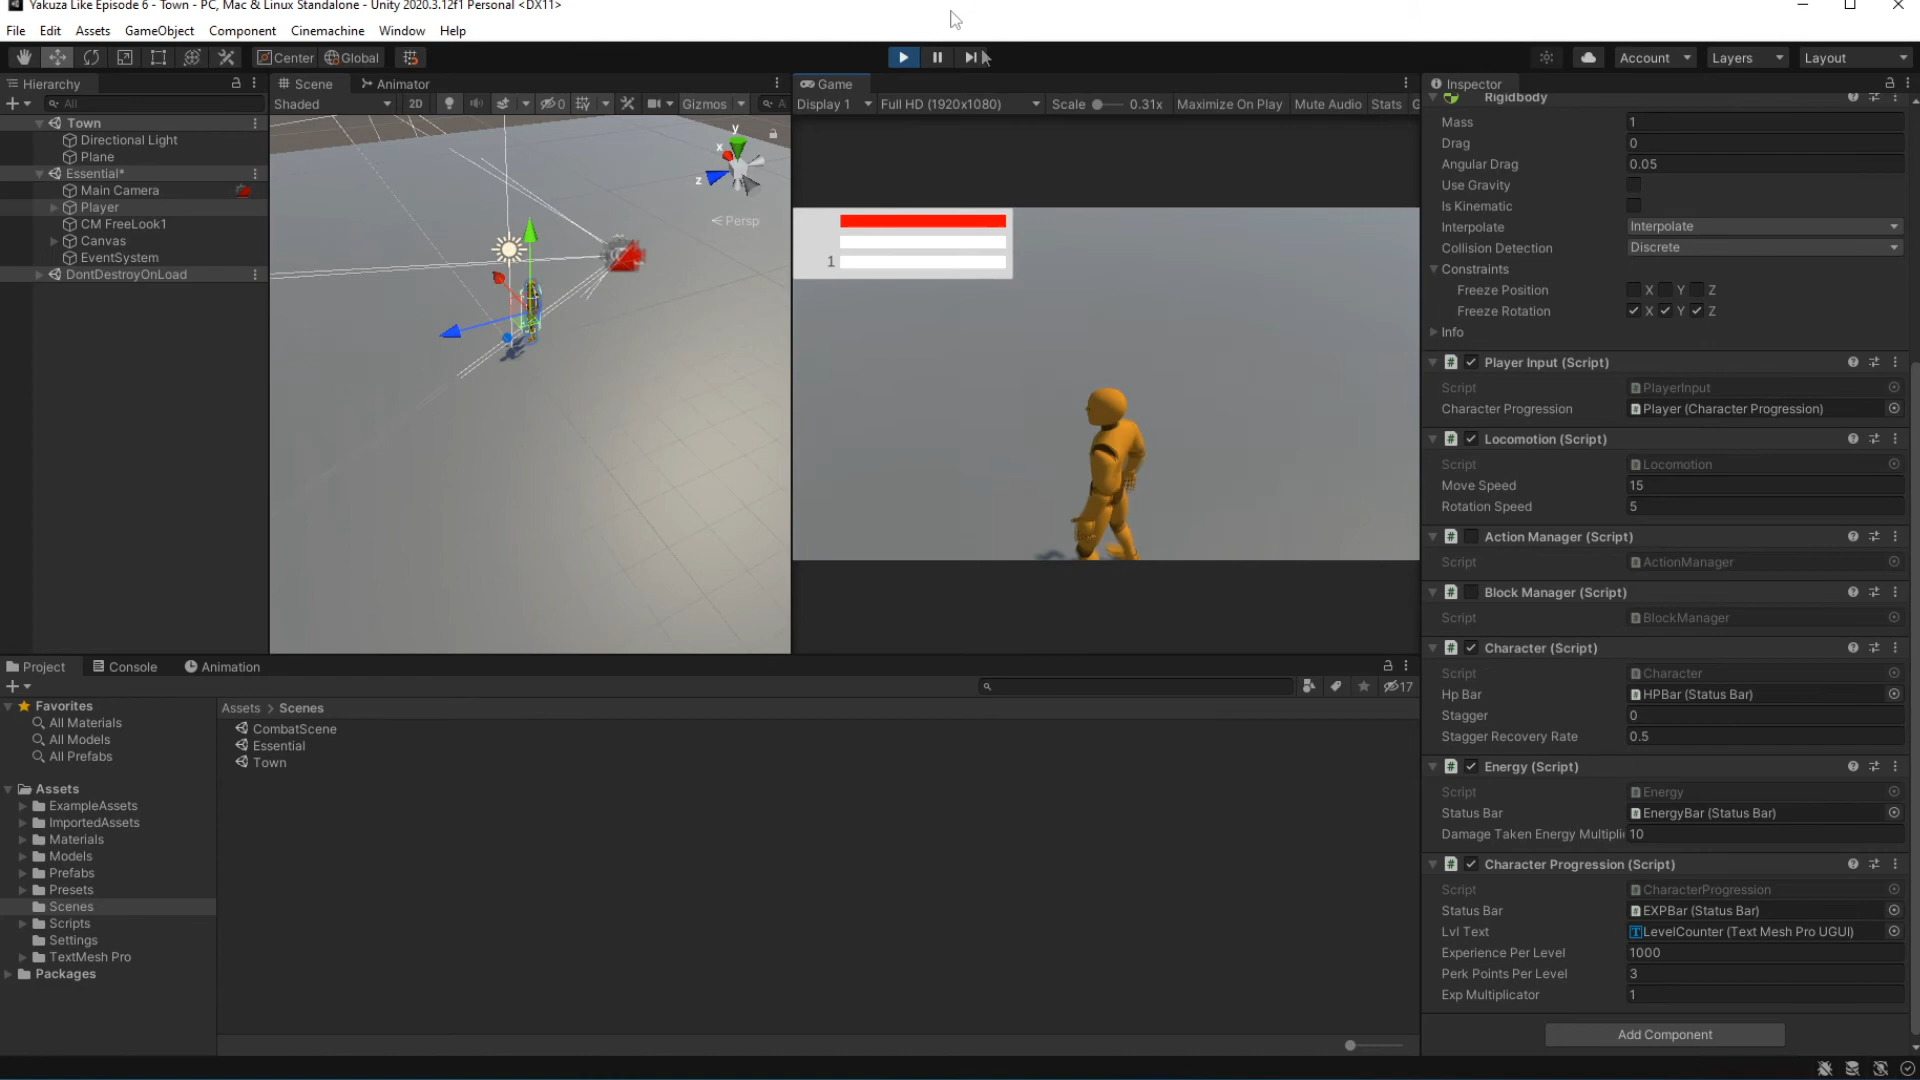 Yakuza Like Episode 6 - Town - PC, Mac & Linux Standalone - Unity 2020.3.12f1 Personal <DX11>
File Edit Assets GameObject Component Cinemachine Window Help
Center Global Account Layers Layout
Hierarchy
All
Town
Directional Light
Plane
Essential*
Main Camera
Player
CM FreeLook1
Canvas
EventSystem
DontDestroyOnLoad
Scene Animator
Shaded 2D 0 Gizmos A
y
x
z
Persp
Game
Display 1 Full HD (1920x1080) Scale 0.31x Maximize On Play Mute Audio Stats G
1
Inspector
Rigidbody
Mass 1
Drag 0
Angular Drag 0.05
Use Gravity
Is Kinematic
Interpolate Interpolate
Collision Detection Discrete
Constraints
Freeze Position X Y Z
Freeze Rotation X Y Z
Info
# Player Input (Script)
Script PlayerInput
Character Progression Player (Character Progression)
# Locomotion (Script)
Script Locomotion
Move Speed 15
Rotation Speed 5
# Action Manager (Script)
Script ActionManager
# Block Manager (Script)
Script BlockManager
# Character (Script)
Script Character
Hp Bar HPBar (Status Bar)
Stagger 0
Stagger Recovery Rate 0.5
# Energy (Script)
Script Energy
Status Bar EnergyBar (Status Bar)
Damage Taken Energy Multipli 10
# Character Progression (Script)
Script CharacterProgression
Status Bar EXPBar (Status Bar)
Lvl Text LevelCounter (Text Mesh Pro UGUI)
Experience Per Level 1000
Perk Points Per Level 3
Exp Multiplicator 1
Add Component
Project Console Animation
17
Favorites
All Materials
All Models
All Prefabs
Assets
ExampleAssets
ImportedAssets
Materials
Models
Prefabs
Presets
Scenes
Scripts
Settings
TextMesh Pro
Packages
Assets > Scenes
CombatScene
Essential
Town